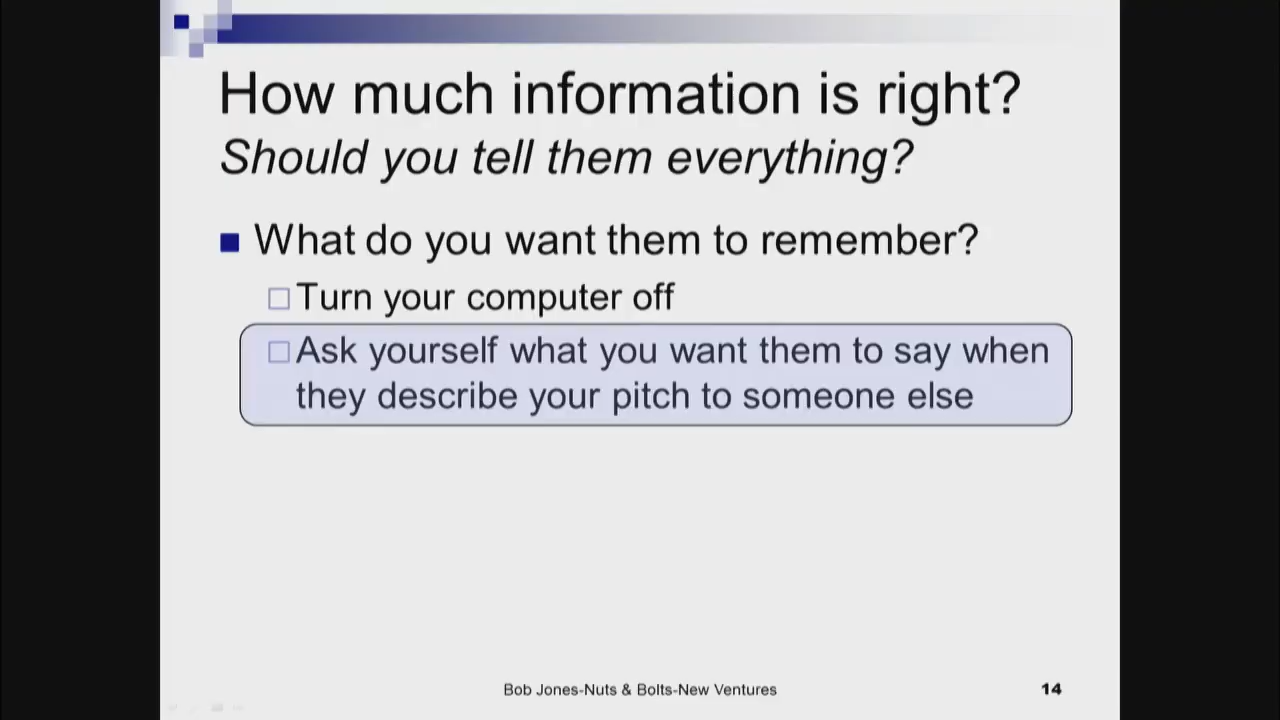 How much information is right?
Should you tell them everything?
What do you want them to remember?
Turn your computer off
Ask yourself what you want them to say when
they describe your pitch to someone else
Bob Jones-Nuts & Bolts-New Ventures
14